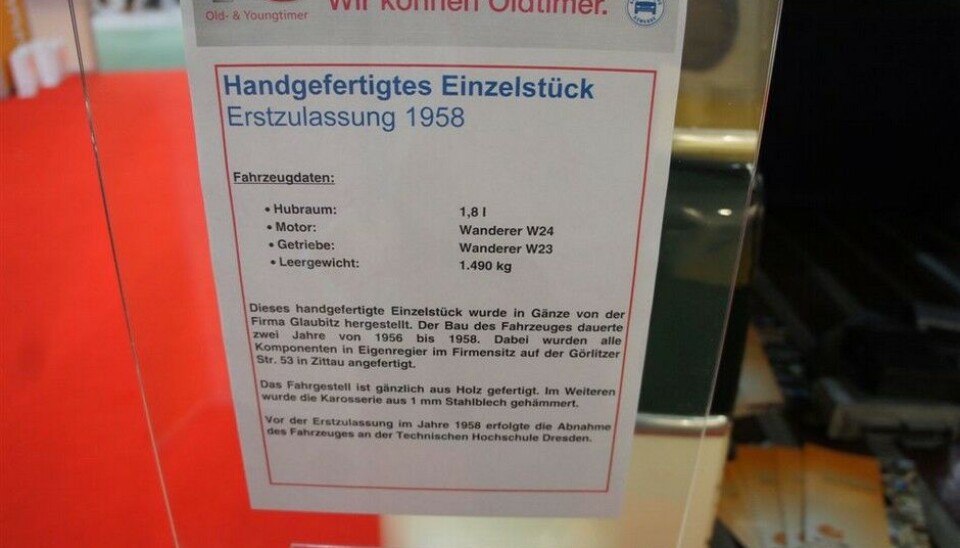 Old- & Youngtimer
Wir können Oldtimer.
Handgefertigtes Einzelstück
Erstzulassung 1958
Fahrzeugdaten:
• Hubraum: 1,8 l
• Motor: Wanderer W24
• Getriebe: Wanderer W23
• Leergewicht: 1.490 kg
Dieses handgefertigte Einzelstück wurde in Gänze von der
Firma Glaubitz hergestellt. Der Bau des Fahrzeuges dauerte
zwei Jahre von 1956 bis 1958. Dabei wurden alle
Komponenten in Eigenregier im Firmensitz auf der Görlitzer
Str. 53 in Zittau angefertigt.
Das Fahrgestell ist gänzlich aus Holz gefertigt. Im Weiteren
wurde die Karosserie aus 1 mm Stahlblech gehämmert.
Vor der Erstzulassung im Jahre 1958 erfolgte die Abnahme
des Fahrzeuges an der Technischen Hochschule Dresden.